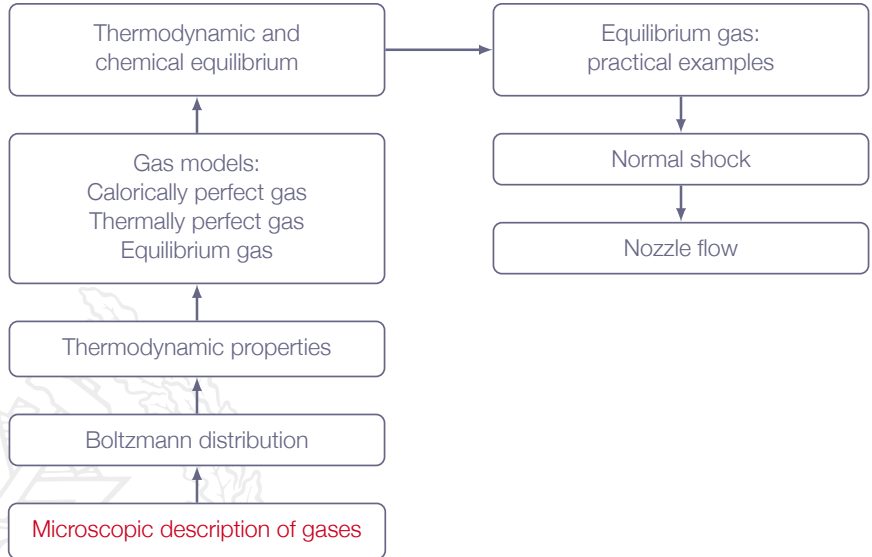 Thermodynamic and
chemical equilibrium
Equilibrium gas:
practical examples
Gas models:
Calorically perfect gas
Thermally perfect gas
Equilibrium gas
Normal shock
Nozzle flow
Thermodynamic properties
Boltzmann distribution
Microscopic description of gases